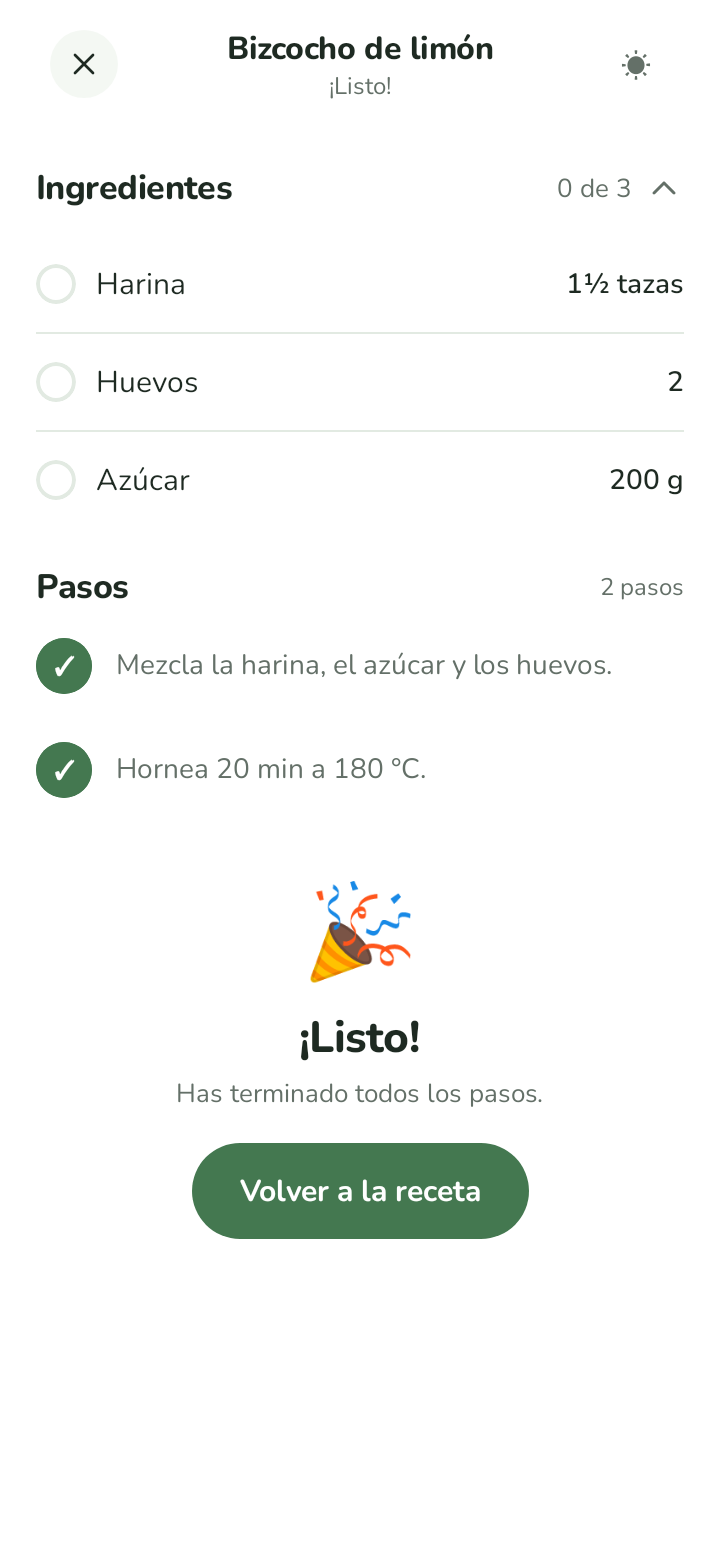 Bizcocho de limón
¡Listo!
Ingredientes
0 de 3
Harina
1½ tazas
Huevos
2
Azúcar
200 g
Pasos
2 pasos
Mezcla la harina, el azúcar y los huevos.
Hornea 20 min a 180 °C.
¡Listo!
Has terminado todos los pasos.
Volver a la receta